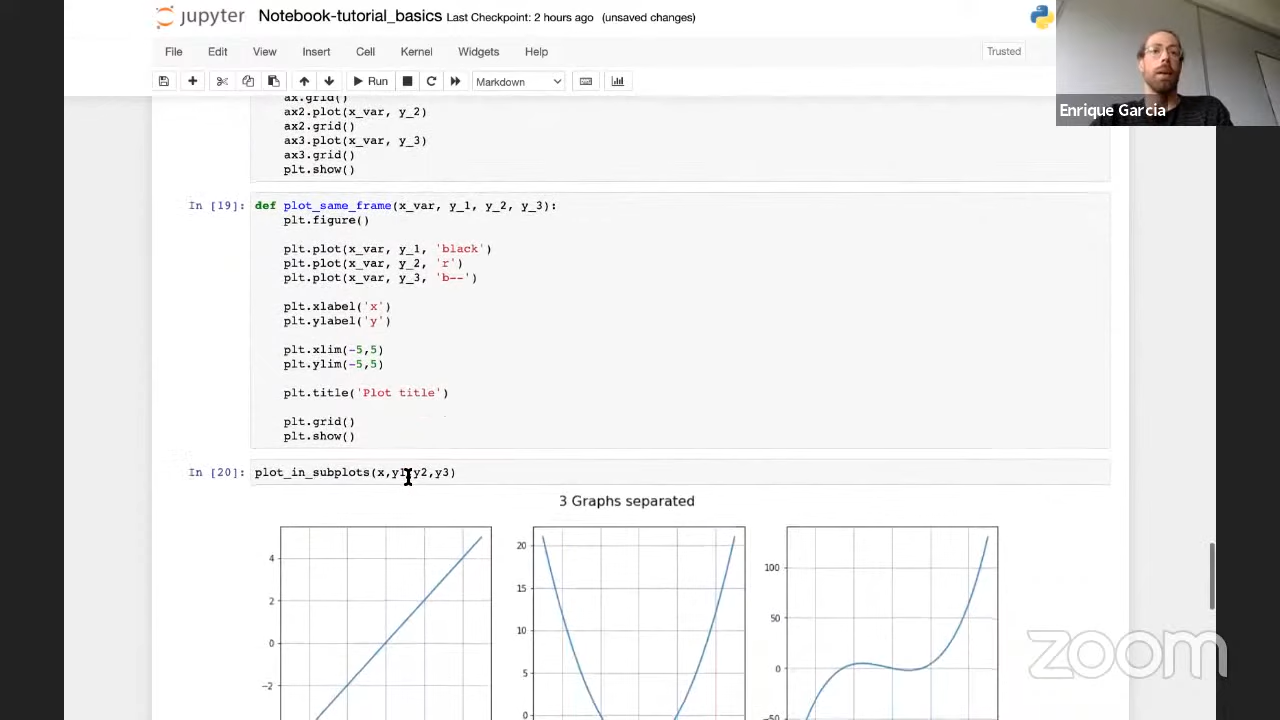 jupyter Notebook-tutorial_basics Last Checkpoint: 2 hours ago (unsaved changes)
File Edit View Insert Cell Kernel Widgets Help Trusted
Run Markdown
Enrique Garcia
ax.grid()
ax2.plot(x_var, y_2)
ax2.grid()
ax3.plot(x_var, y_3)
ax3.grid()
plt.show()
In [19]: def plot_same_frame(x_var, y_1, y_2, y_3):
plt.figure()
plt.plot(x_var, y_1, 'black')
plt.plot(x_var, y_2, 'r')
plt.plot(x_var, y_3, 'b--')
plt.xlabel('x')
plt.ylabel('y')
plt.xlim(-5,5)
plt.ylim(-5,5)
plt.title('Plot title')
plt.grid()
plt.show()
In [20]: plot_in_subplots(x,y1,y2,y3)
3 Graphs separated
4
2
0
−2
20
15
10
5
0
100
50
0
−50
zoom